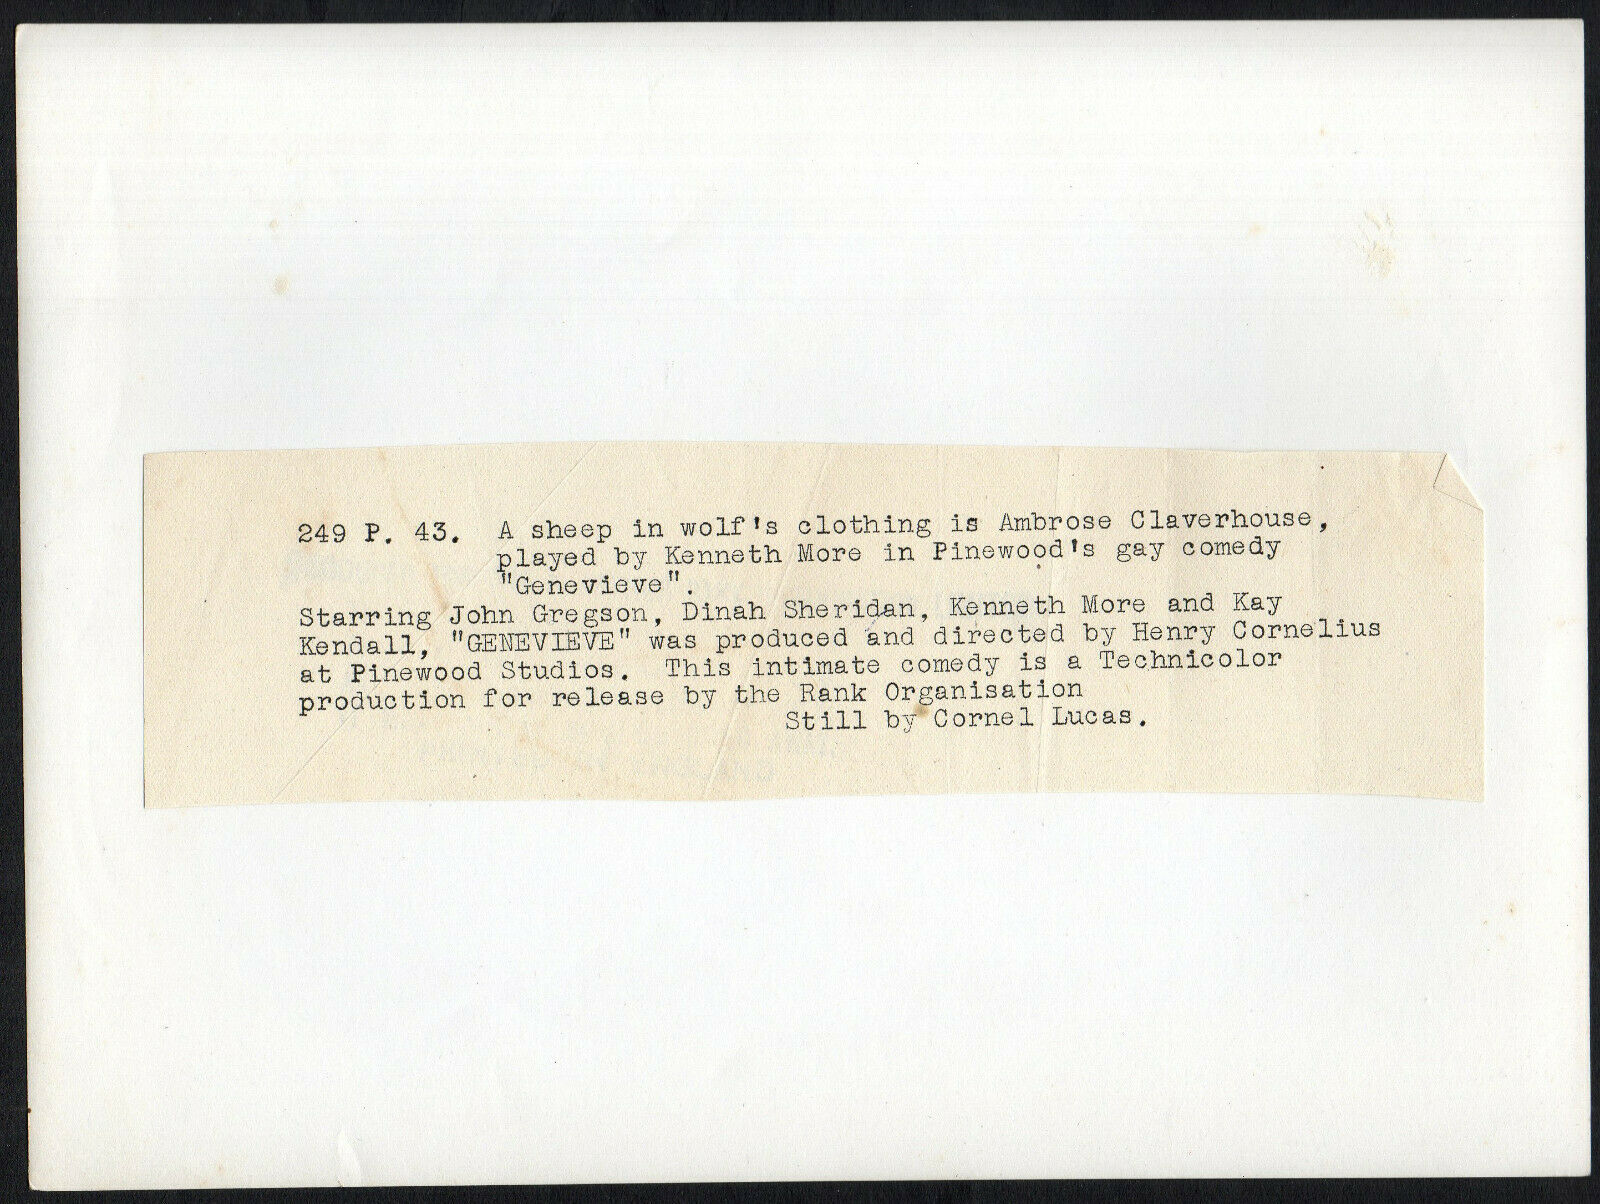 249 P. 43. A sheep in wolf's clothing is Ambrose Claverhouse,
played by Kenneth More in Pinewood's gay comedy
"Genevieve".
Starring John Gregson, Dinah Sheridan, Kenneth More and Kay
Kendall, "GENEVIEVE" was produced and directed by Henry Cornelius
at Pinewood Studios. This intimate comedy is a Technicolor
production for release by the Rank Organisation
Still by Cornel Lucas.